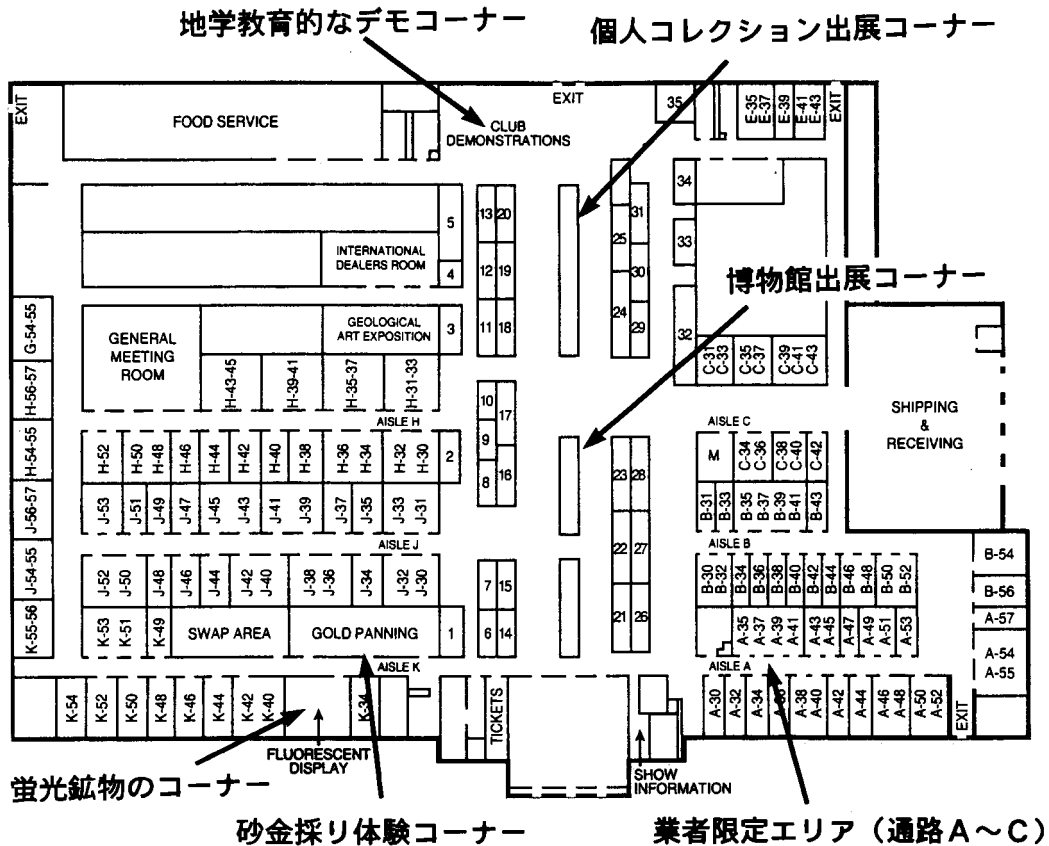 地学教育的なデモコーナー
個人コレクション出展コーナー
EXIT
FOOD SERVICE
CLUB
DEMONSTRATIONS
EXIT
35
E-35
E-37
E-39
E-41
E-43
EXIT
5
INTERNATIONAL
DEALERS ROOM
4
13 20
12 19
11 18
31
25
30
24
29
34
33
32
博物館出展コーナー
G-54-55
H-56-57
H-54-55
J-56-57
J-54-55
K-55-56
GENERAL
MEETING
ROOM
GEOLOGICAL
ART EXPOSITION
3
H-43-45
H-39-41
H-35-37
H-31-33
C-31
C-33
C-35
C-37
C-39
C-41
C-43
SHIPPING
&
RECEIVING
10
17
9
8
16
AISLE H
H-52
H-50
H-48
H-46
H-44
H-42
H-40
H-38
H-36
H-34
H-32
H-30
2
J-53
J-51
J-49
J-47
J-45
J-43
J-41
J-39
J-37
J-35
J-33
J-31
23 28
22 27
21 26
AISLE C
M
C-34
C-36
C-38
C-40
C-42
B-31
B-33
B-35
B-37
B-39
B-41
B-43
AISLE J
J-52
J-50
J-48
J-46
J-44
J-42
J-40
J-38
J-36
J-34
J-32
J-30
7 15
6 14
AISLE B
B-30
B-32
B-34
B-36
B-38
B-40
B-42
B-44
B-46
B-48
B-50
B-52
B-54
B-56
A-57
A-54
A-55
K-53
K-51
K-49
SWAP AREA
GOLD PANNING
1
A-35
A-37
A-39
A-41
A-43
A-45
A-47
A-49
A-51
A-53
AISLE K
AISLE A
K-54
K-52
K-50
K-48
K-46
K-44
K-42
K-40
K-34
TICKETS
A-30
A-32
A-34
A-38
A-40
A-42
A-44
A-46
A-48
A-50
A-52
EXIT
FLUORESCENT
DISPLAY
SHOW
INFORMATION
蛍光鉱物のコーナー
砂金採り体験コーナー
業者限定エリア（通路A～C）